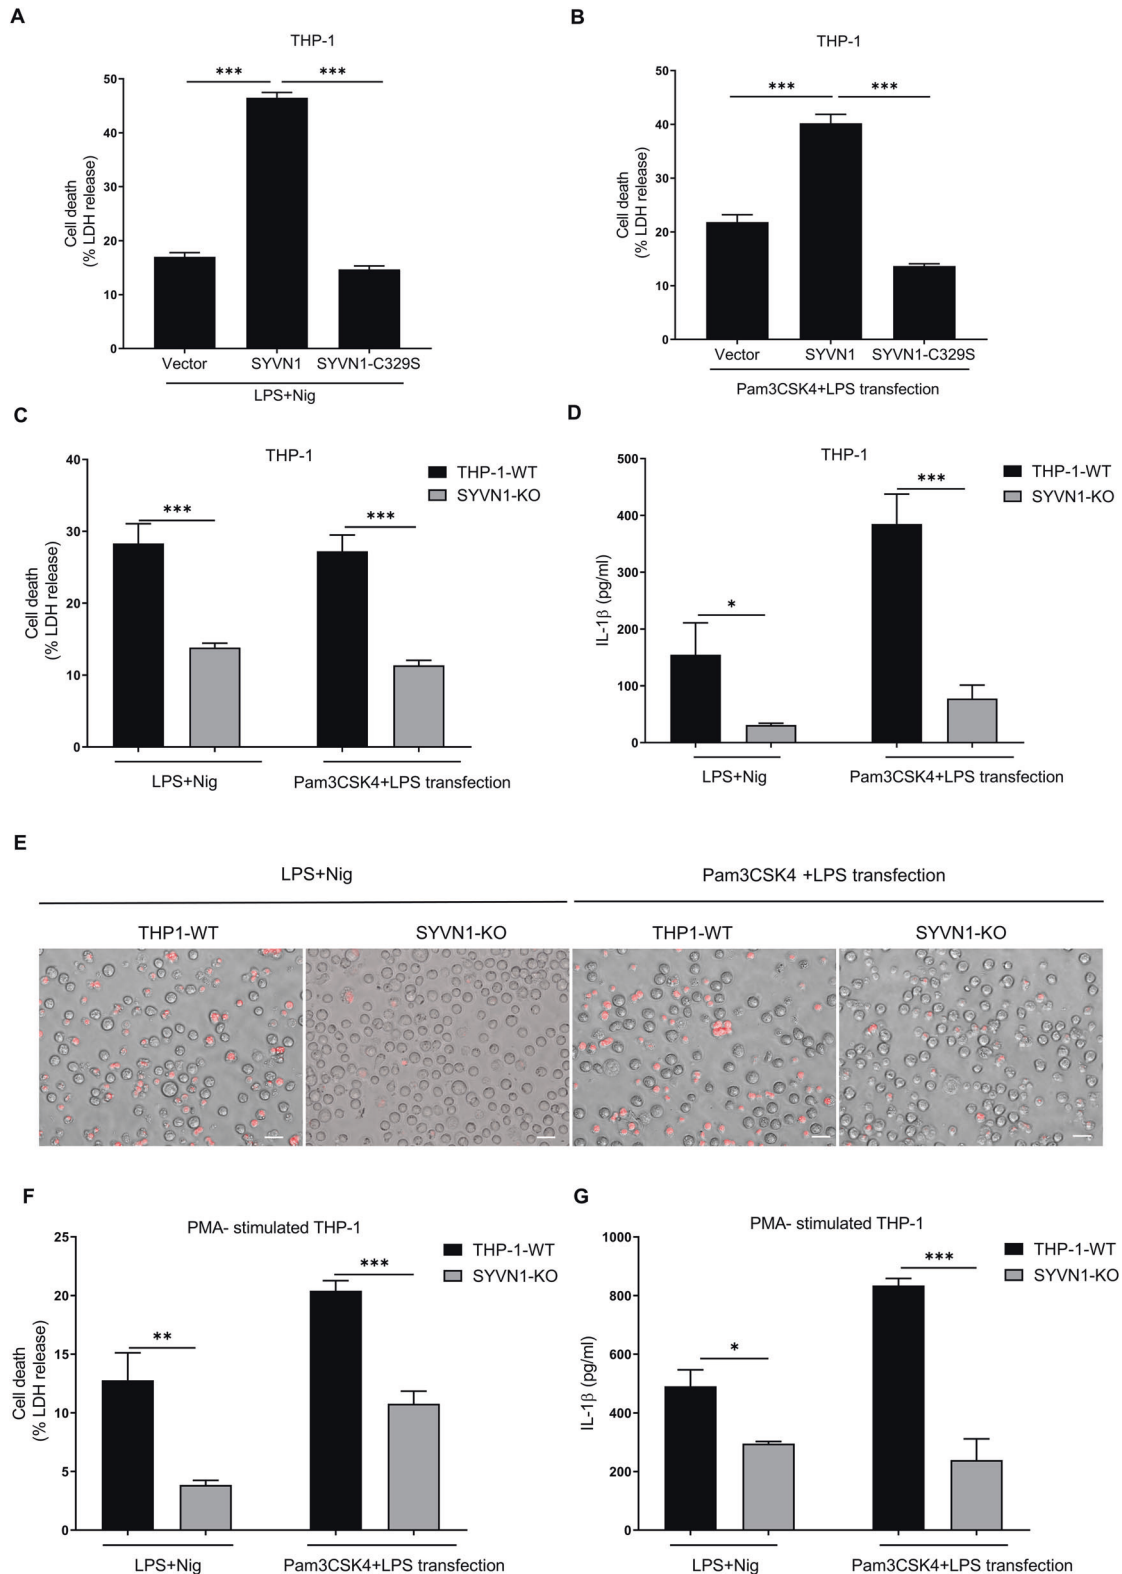 A
THP-1
***
***
50
40
30
20
10
0
Cell death
(% LDH release)
Vector
SYVN1
SYVN1-C329S
LPS+Nig
B
THP-1
***
***
50
40
30
20
10
0
Cell death
(% LDH release)
Vector
SYVN1
SYVN1-C329S
Pam3CSK4+LPS transfection
C
THP-1
THP-1-WT
SYVN1-KO
***
***
40
30
20
10
0
Cell death
(% LDH release)
LPS+Nig
Pam3CSK4+LPS transfection
D
THP-1
THP-1-WT
SYVN1-KO
*
***
500
400
300
200
100
0
IL-1β (pg/ml)
LPS+Nig
Pam3CSK4+LPS transfection
E
LPS+Nig
Pam3CSK4 +LPS transfection
THP1-WT
SYVN1-KO
THP1-WT
SYVN1-KO
F
PMA- stimulated THP-1
THP-1-WT
SYVN1-KO
**
***
25
20
15
10
5
0
Cell death
(% LDH release)
LPS+Nig
Pam3CSK4+LPS transfection
G
PMA- stimulated THP-1
THP-1-WT
SYVN1-KO
*
***
1000
800
600
400
200
0
IL-1β (pg/ml)
LPS+Nig
Pam3CSK4+LPS transfection